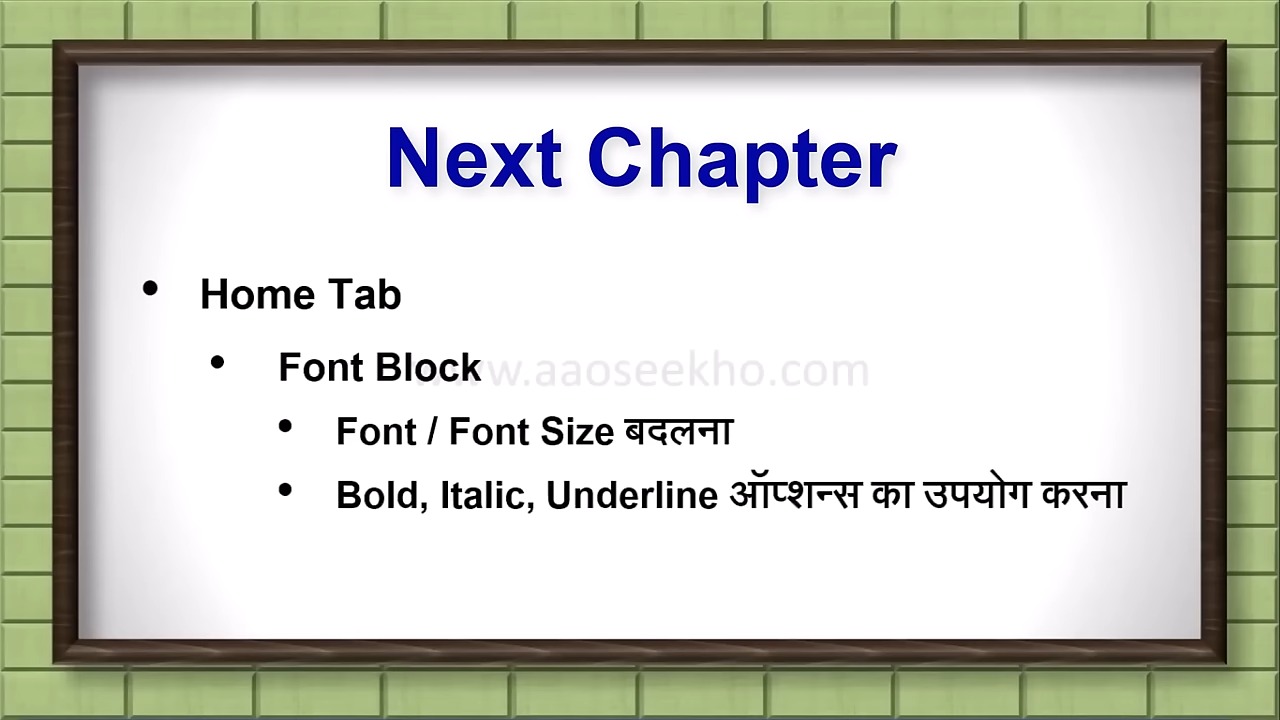 Next Chapter
• Home Tab
• Font Block
www.aaoseekho.com
• Font / Font Size बदलना
• Bold, Italic, Underline ऑप्शन्स का उपयोग करना